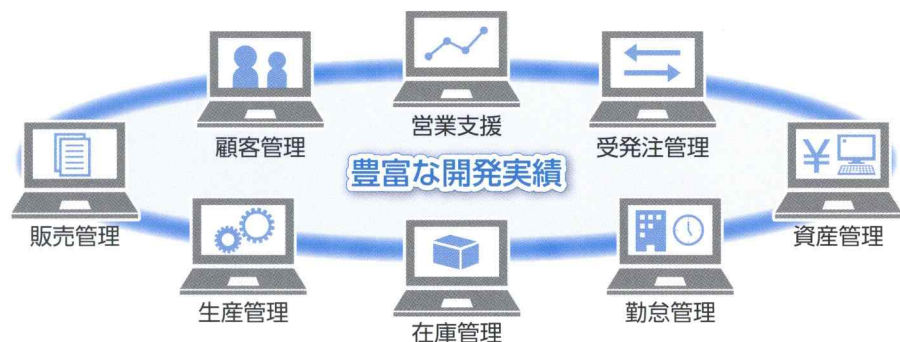 営業支援
顧客管理
受発注管理
豊富な開発実績
¥
販売管理
資産管理
生産管理
勤怠管理
在庫管理